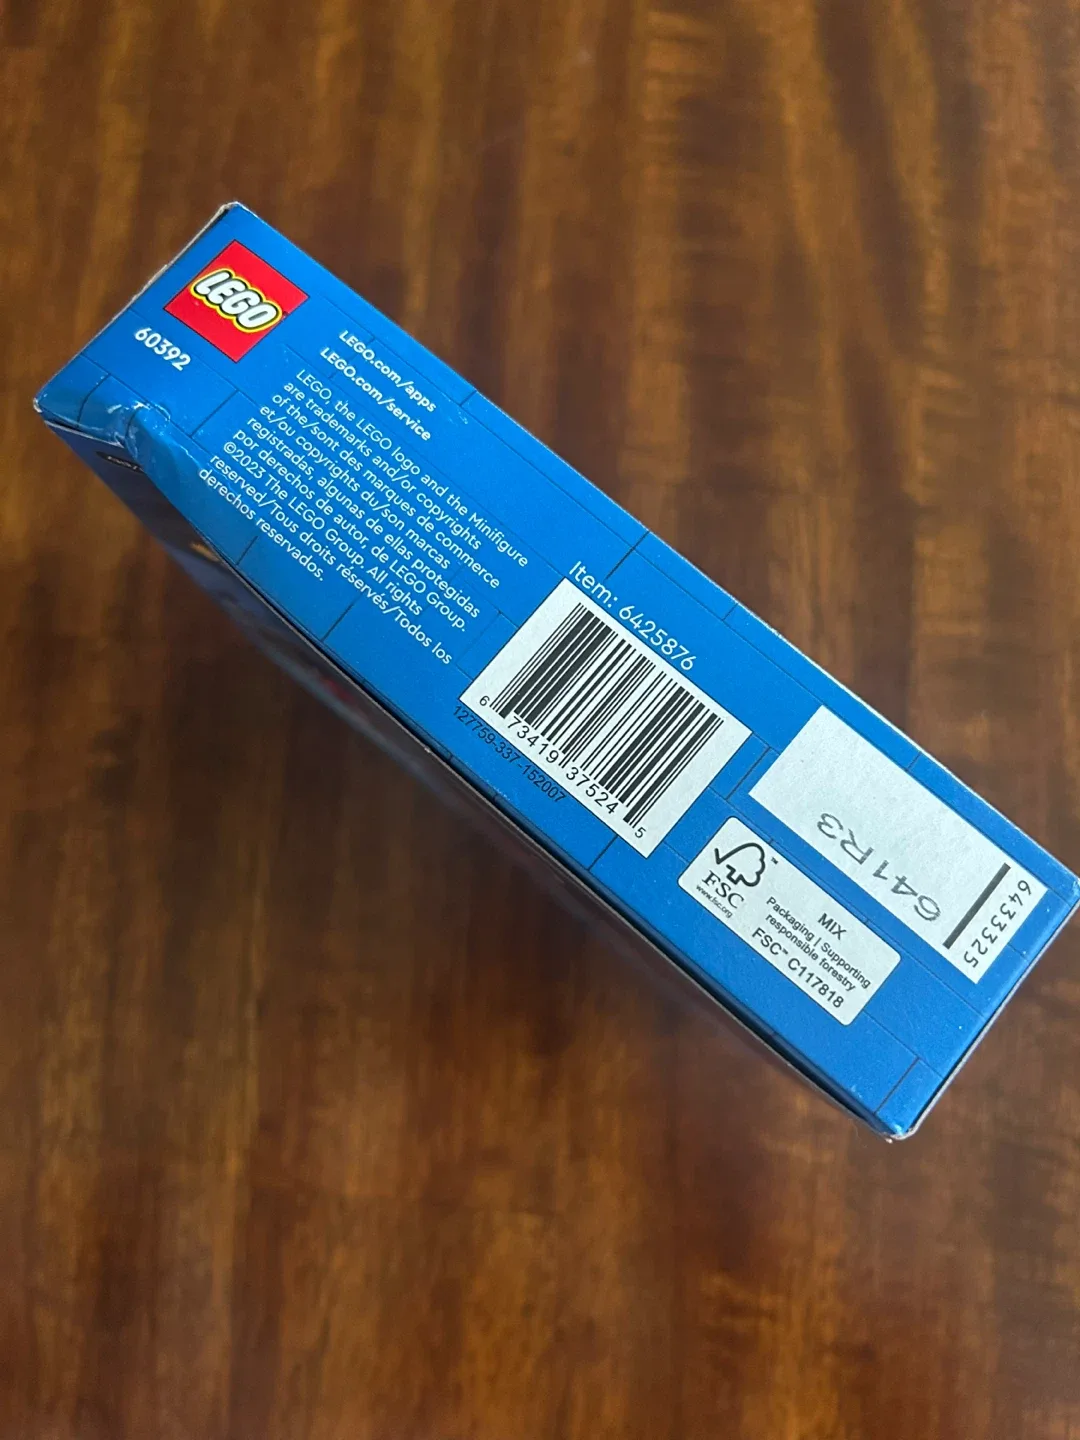 LEGO
60392
LEGO.com/apps
LEGO.com/service
LEGO, the LEGO logo and the Minifigure
are trademarks and/or copyrights
of the/sont des marques de commerce
et/ou copyrights du/son marcas
registradas, algunas de ellas protegidas
por derechos de autor, de LEGO Group.
©2023 The LEGO Group. All rights
reserved/Tous droits réservés/Todos los
derechos reservados.
Item: 6425876
6 73419 37524 5
127759-337-152007
FSC
www.fsc.org
MIX
Packaging | Supporting
responsible forestry
FSC™ C117818
641R3
6433325